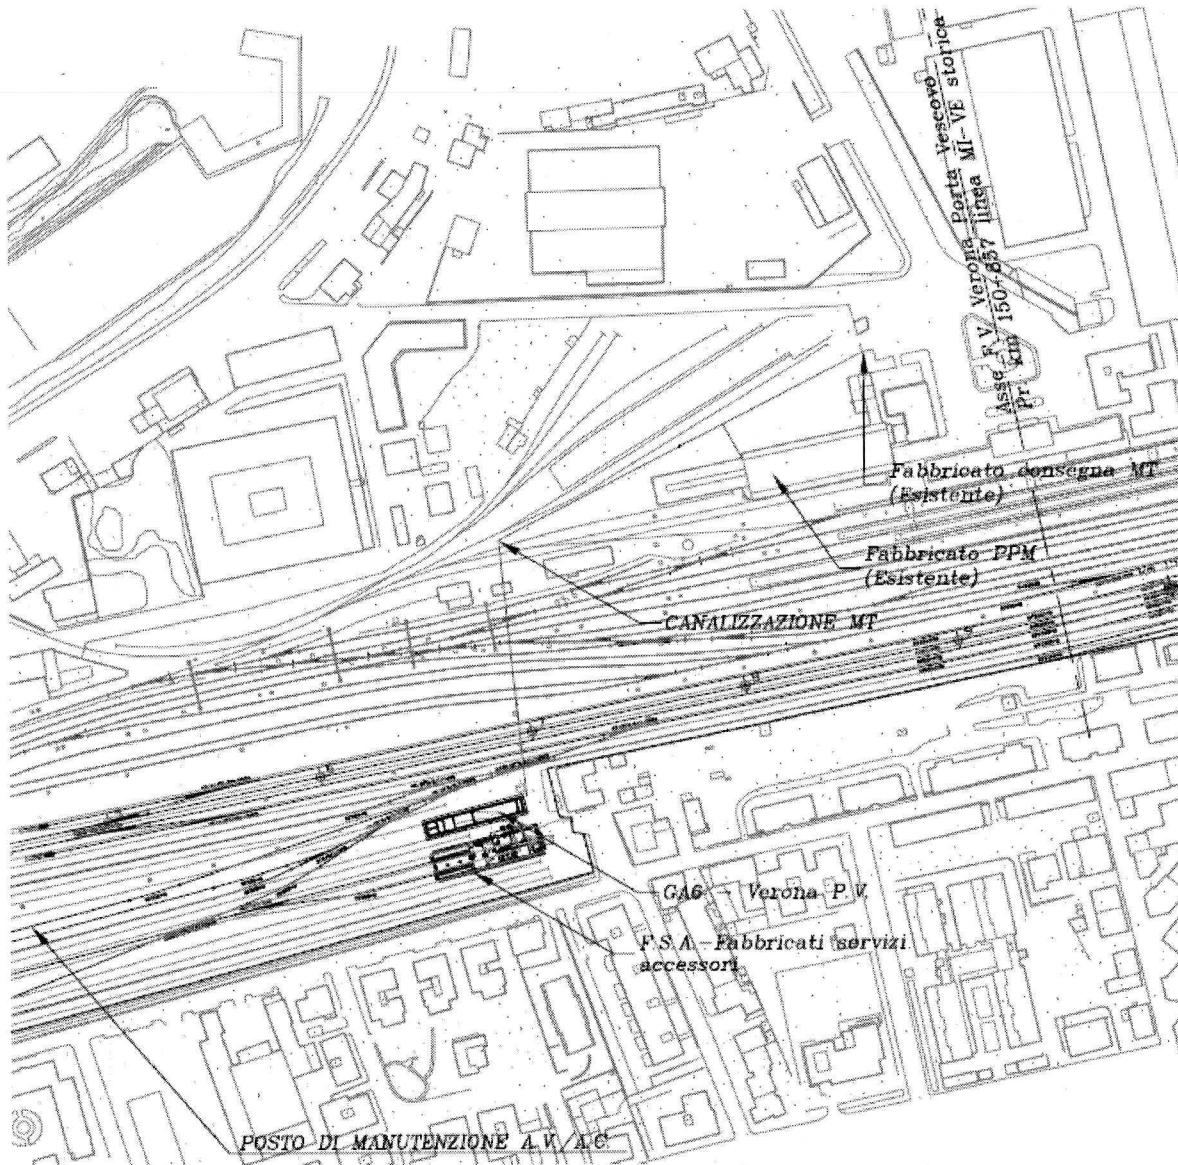 Asse F.V. Verona Porta Vescovo
Pr. km 150+857 linea MI-VE storica
Fabbricato consegna MT
(Esistente)
Fabbricato PPM
(Esistente)
CANALIZZAZIONE MT
GA6 - Verona P.V.
F.S.A.-Fabbricati servizi
accessori
POSTO DI MANUTENZIONE A.V./A.C.